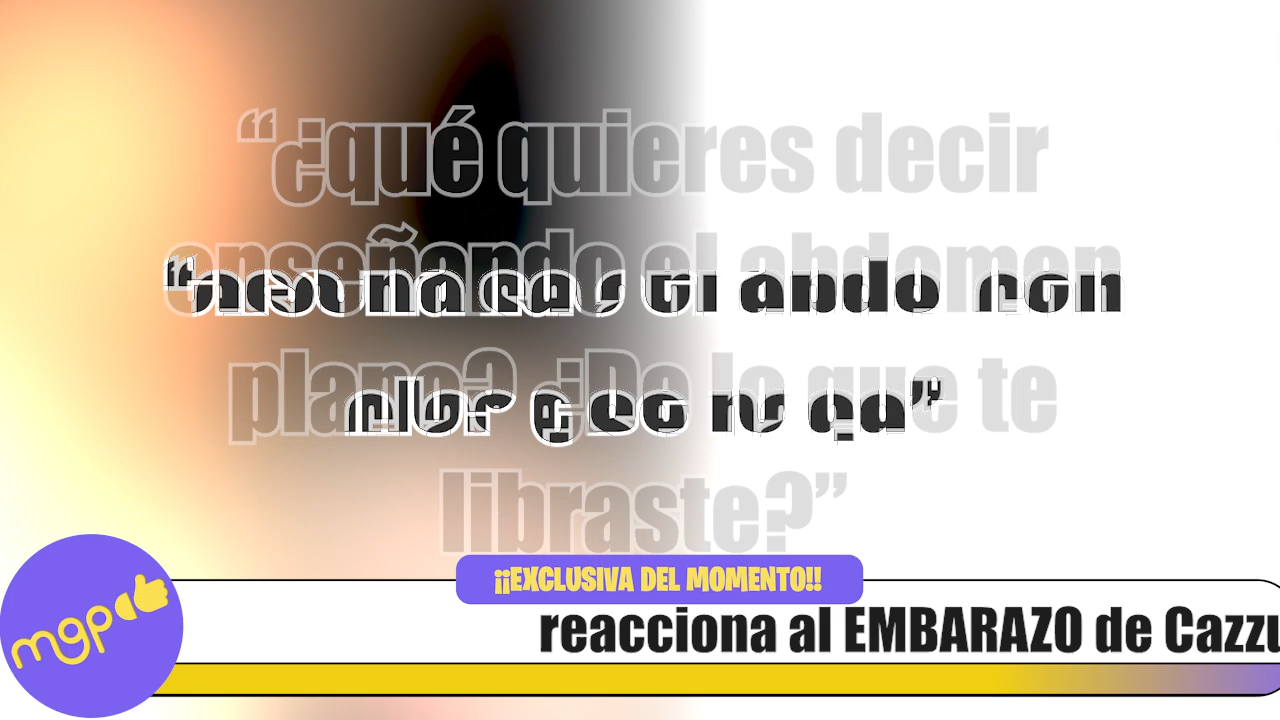 “¿qué quieres decir
enseñando el abdomen
plano? ¿De lo que te
libraste?”
¡¡EXCLUSIVA DEL MOMENTO!!
reacciona al EMBARAZO de Cazzu
mgp